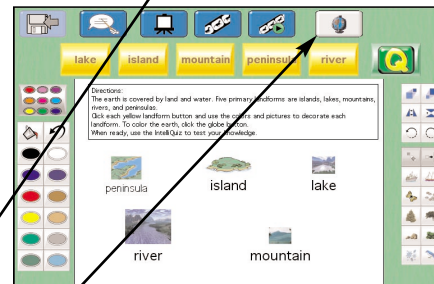 lake island mountain peninsula river
Q
Directions:
The earth is covered by land and water. Five primary landforms are islands, lakes, mountains,
rivers, and peninsulas.
Click each yellow landform button and use the colors and pictures to decorate each
landform. To color the earth, click the globe button.
When ready, use the IntelliQuiz to test your knowledge.
peninsula
island
lake
river
mountain